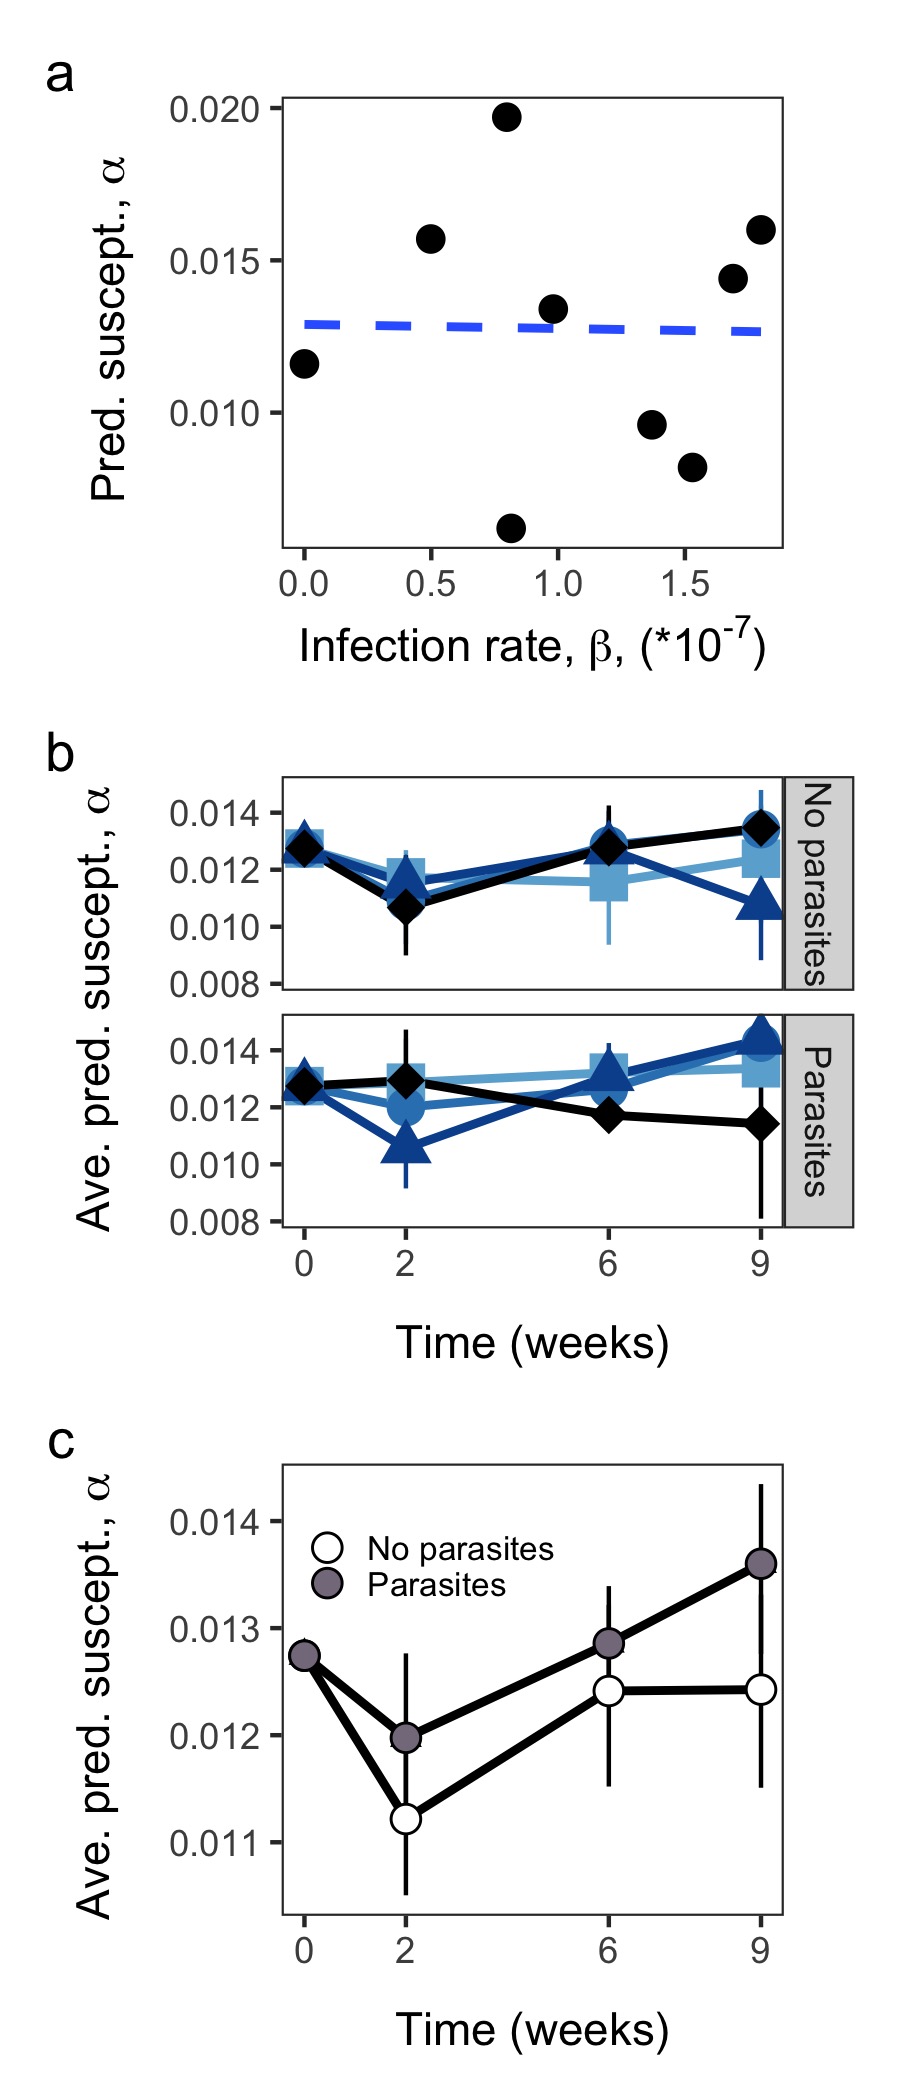 a
Pred. suscept., α
0.020
0.015
0.010
0.0 0.5 1.0 1.5
Infection rate, β, (*10-7)
b
Ave. pred. suscept., α
0.014
0.012
0.010
0.008
No parasites
0.014
0.012
0.010
0.008
Parasites
0 2 6 9
Time (weeks)
c
Ave. pred. suscept., α
0.014
0.013
0.012
0.011
No parasites
Parasites
0 2 6 9
Time (weeks)